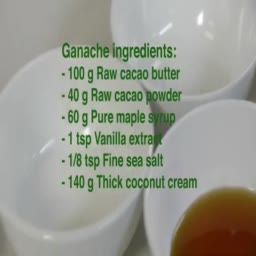 Ganache ingredients:
- 100 g Raw cacao butter
- 40 g Raw cacao powder
- 60 g Pure maple syrup
- 1 tsp Vanilla extract
- 1/8 tsp Fine sea salt
- 140 g Thick coconut cream